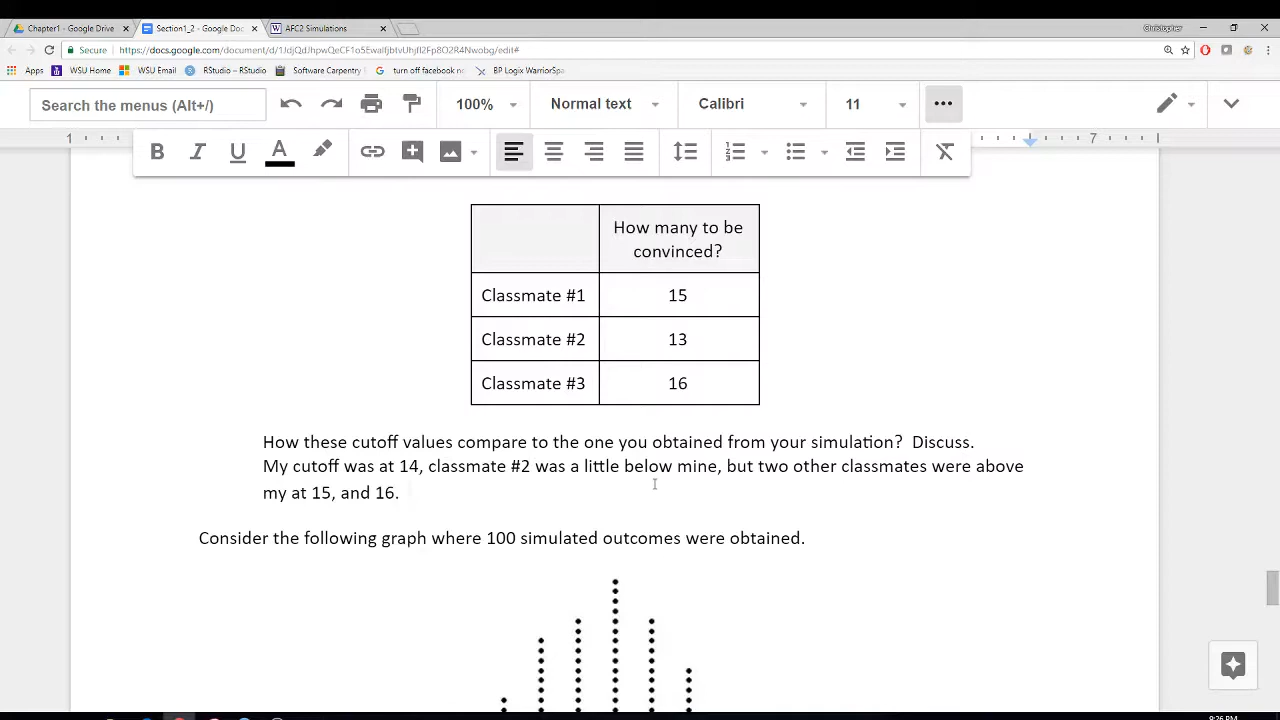 Christopher
Chapter1 - Google Drive
Section1_2 - Google Doc
AFC2 Simulations
Secure
Apps
WSU Home
WSU Email
RStudio – RStudio
Software Carpentry
turn off facebook no
BP Logix WarriorSpa
Search the menus (Alt+/)
100%
Normal text
Calibri
11
1
7
How many to be
convinced?
Classmate #1 15
Classmate #2 13
Classmate #3 16
How these cutoff values compare to the one you obtained from your simulation? Discuss.
My cutoff was at 14, classmate #2 was a little below mine, but two other classmates were above
my at 15, and 16.
Consider the following graph where 100 simulated outcomes were obtained.